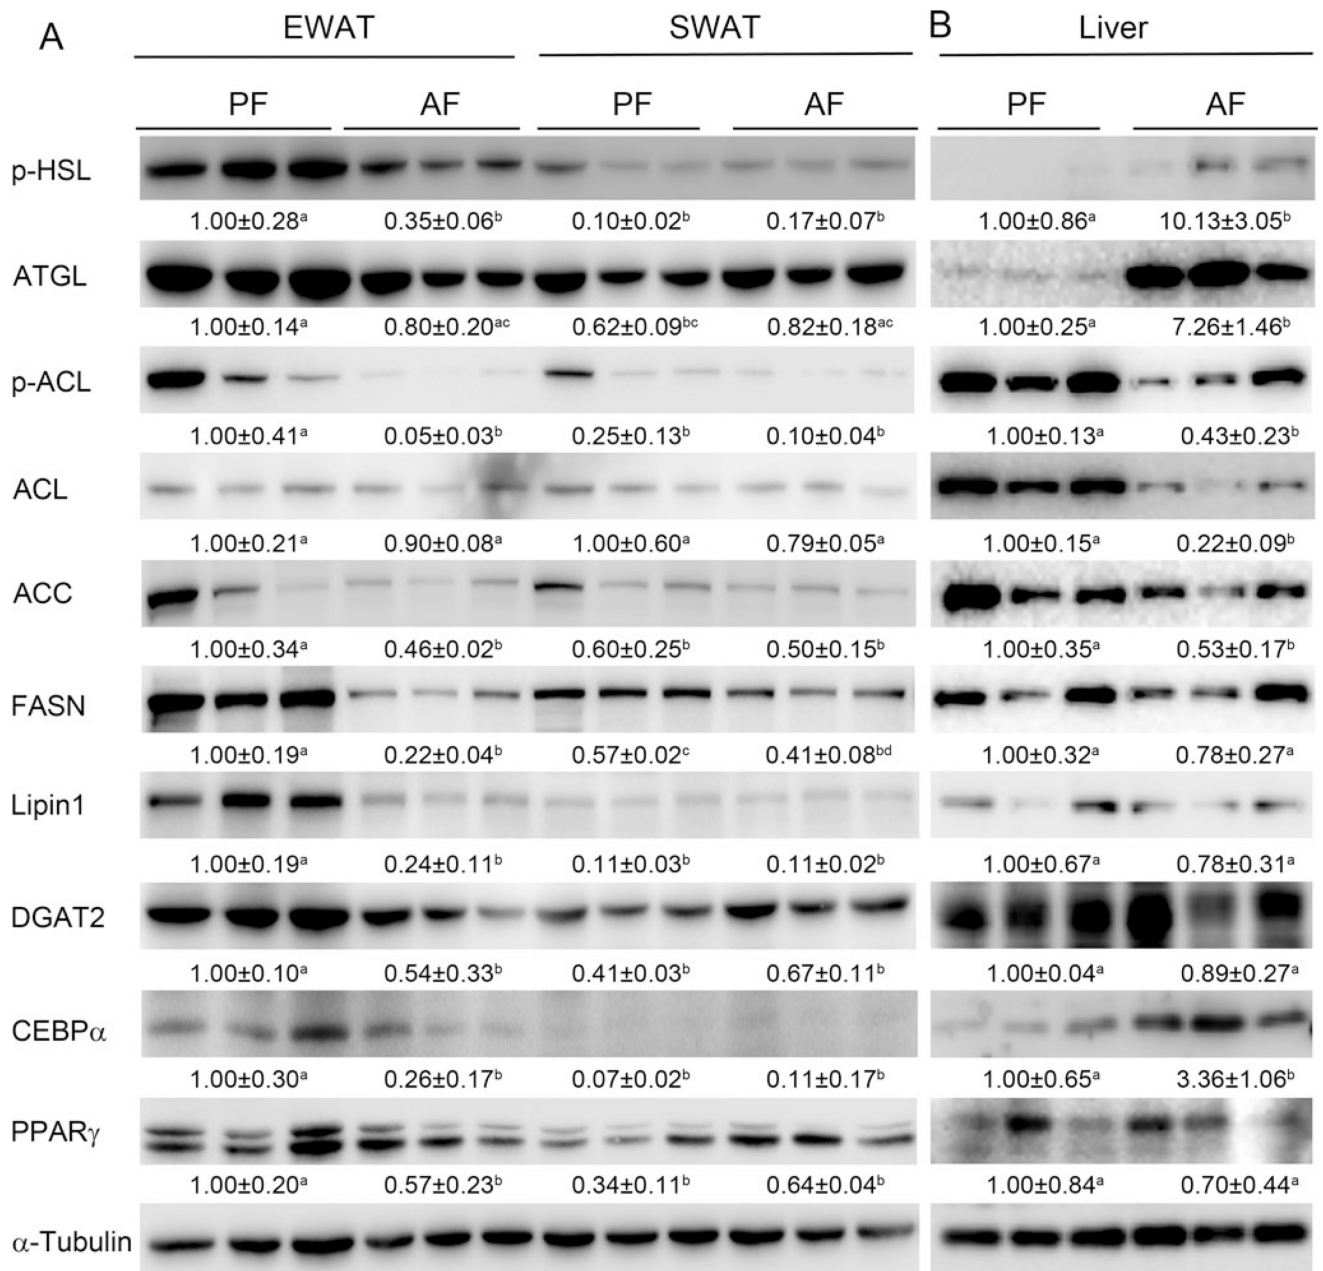 A EWAT SWAT B Liver
PF AF PF AF PF AF
p-HSL
1.00±0.28ᵃ 0.35±0.06ᵇ 0.10±0.02ᵇ 0.17±0.07ᵇ 1.00±0.86ᵃ 10.13±3.05ᵇ
ATGL
1.00±0.14ᵃ 0.80±0.20ᵃᶜ 0.62±0.09ᵇᶜ 0.82±0.18ᵃᶜ 1.00±0.25ᵃ 7.26±1.46ᵇ
p-ACL
1.00±0.41ᵃ 0.05±0.03ᵇ 0.25±0.13ᵇ 0.10±0.04ᵇ 1.00±0.13ᵃ 0.43±0.23ᵇ
ACL
1.00±0.21ᵃ 0.90±0.08ᵃ 1.00±0.60ᵃ 0.79±0.05ᵃ 1.00±0.15ᵃ 0.22±0.09ᵇ
ACC
1.00±0.34ᵃ 0.46±0.02ᵇ 0.60±0.25ᵇ 0.50±0.15ᵇ 1.00±0.35ᵃ 0.53±0.17ᵇ
FASN
1.00±0.19ᵃ 0.22±0.04ᵇ 0.57±0.02ᶜ 0.41±0.08ᵇᵈ 1.00±0.32ᵃ 0.78±0.27ᵃ
Lipin1
1.00±0.19ᵃ 0.24±0.11ᵇ 0.11±0.03ᵇ 0.11±0.02ᵇ 1.00±0.67ᵃ 0.78±0.31ᵃ
DGAT2
1.00±0.10ᵃ 0.54±0.33ᵇ 0.41±0.03ᵇ 0.67±0.11ᵇ 1.00±0.04ᵃ 0.89±0.27ᵃ
CEBPα
1.00±0.30ᵃ 0.26±0.17ᵇ 0.07±0.02ᵇ 0.11±0.17ᵇ 1.00±0.65ᵃ 3.36±1.06ᵇ
PPARγ
1.00±0.20ᵃ 0.57±0.23ᵇ 0.34±0.11ᵇ 0.64±0.04ᵇ 1.00±0.84ᵃ 0.70±0.44ᵃ
α-Tubulin